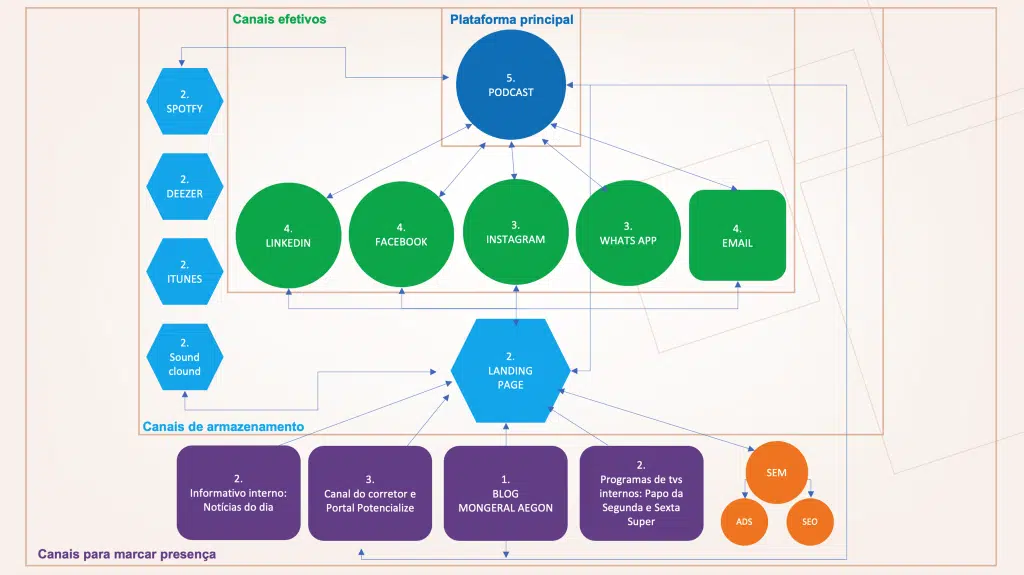 Canais efetivos
Plataforma principal
5.
PODCAST
2.
SPOTFY
2.
DEEZER
2.
ITUNES
2.
Sound
clound
4.
LINKEDIN
4.
FACEBOOK
3.
INSTAGRAM
3.
WHATS APP
4.
EMAIL
2.
LANDING
PAGE
Canais de armazenamento
2.
Informativo interno:
Notícias do dia
3.
Canal do corretor e
Portal Potencialize
1.
BLOG
MONGERAL AEGON
2.
Programas de tvs
internos: Papo da
Segunda e Sexta
Super
SEM
ADS
SEO
Canais para marcar presença